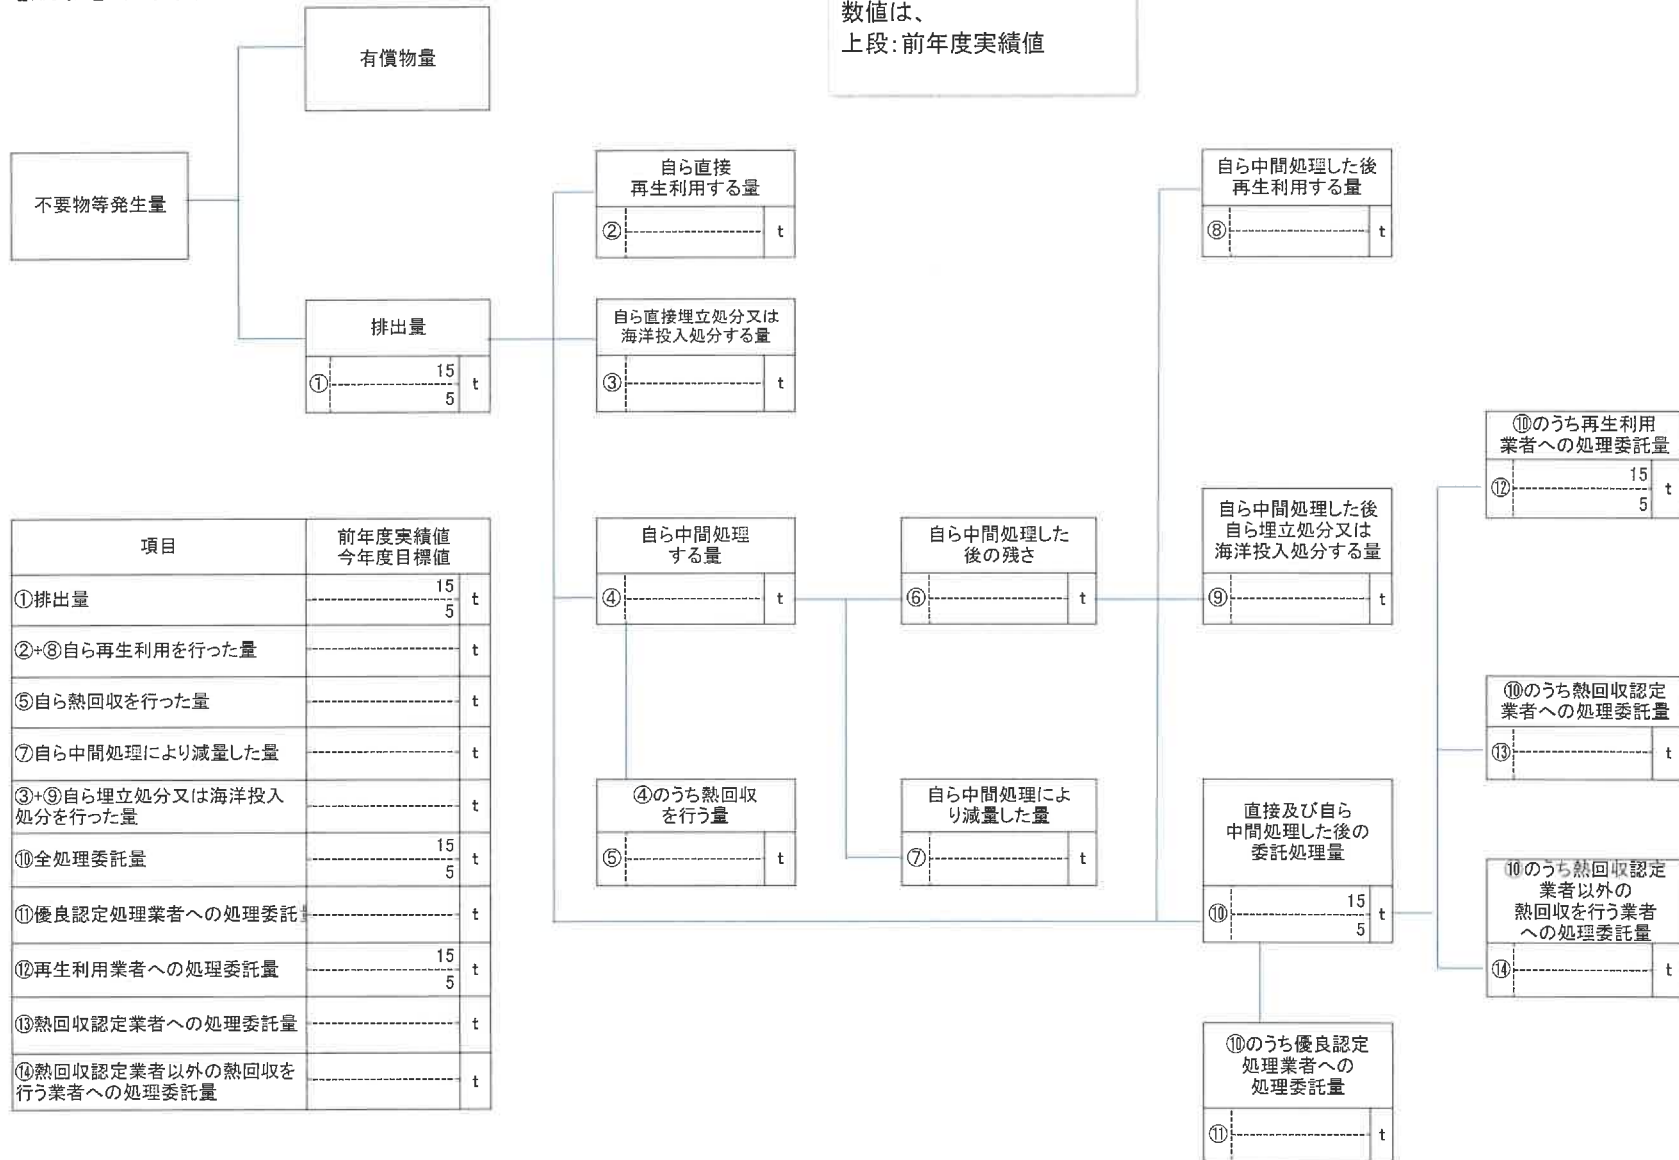 数値は、
上段：前年度実績値
有償物量
不要物等発生量
排出量
① 15 t
5
自ら直接
再生利用する量
② t
自ら直接埋立処分又は
海洋投入処分する量
③ t
自ら中間処理
する量
④ t
④のうち熱回収
を行う量
⑤ t
自ら中間処理した
後の残さ
⑥ t
自ら中間処理によ
り減量した量
⑦ t
自ら中間処理した後
再生利用する量
⑧ t
自ら中間処理した後
自ら埋立処分又は
海洋投入処分する量
⑨ t
直接及び自ら
中間処理した後の
委託処理量
⑩ 15 t
5
⑩のうち優良認定
処理業者への
処理委託量
⑪ t
⑩のうち再生利用
業者への処理委託量
⑫ 15 t
5
⑩のうち熱回収認定
業者への処理委託量
⑬ t
⑩のうち熱回収認定
業者以外の
熱回収を行う業者
への処理委託量
⑭ t
項目
前年度実績値
今年度目標値
①排出量 15 t
5
②+⑧自ら再生利用を行った量 t
⑤自ら熱回収を行った量 t
⑦自ら中間処理により減量した量 t
③+⑨自ら埋立処分又は海洋投入
処分を行った量 t
⑩全処理委託量 15 t
5
⑪優良認定処理業者への処理委託 t
⑫再生利用業者への処理委託量 15 t
5
⑬熱回収認定業者への処理委託量 t
⑭熱回収認定業者以外の熱回収を
行う業者への処理委託量 t